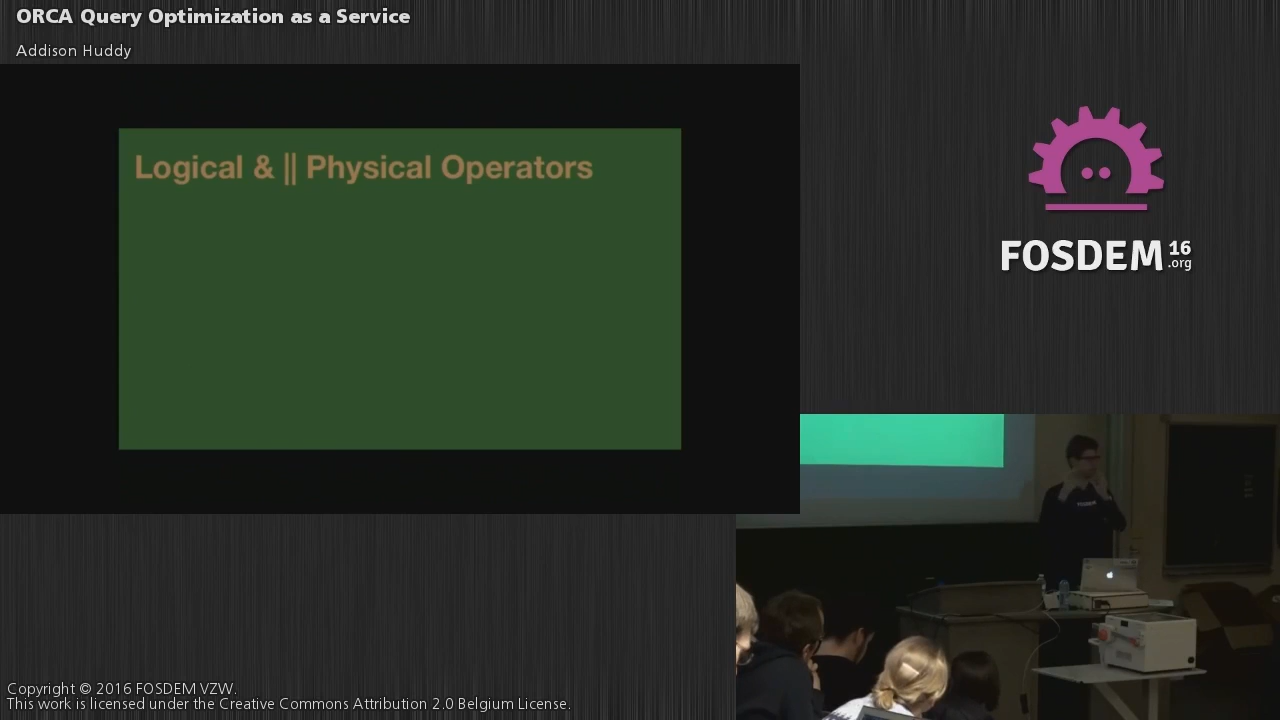 ORCA Query Optimization as a Service
Addison Huddy
Logical & || Physical Operators
FOSDEM 16
.org
Copyright © 2016 FOSDEM VZW.
This work is licensed under the Creative Commons Attribution 2.0 Belgium License.